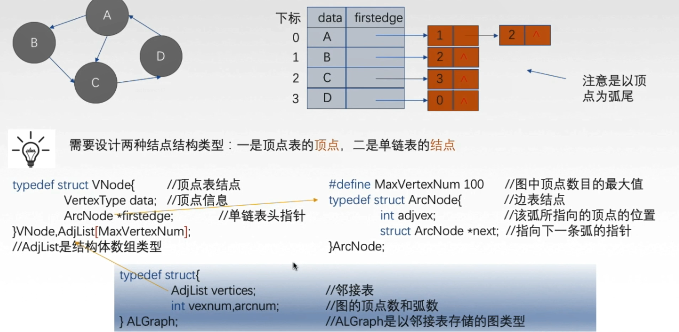 A
B
D
C
下标 data firstedge
0 A 1 2 ^
1 B 2 ^
2 C 3 ^
3 D 0 ^
注意是以顶
点为弧尾
需要设计两种结点结构类型：一是顶点表的顶点，二是单链表的结点
typedef struct VNode{ //顶点表结点
VertexType data; //顶点信息
ArcNode *firstedge; //单链表头指针
}VNode,AdjList[MaxVertexNum];
//AdjList是结构体数组类型
#define MaxVertexNum 100 //图中顶点数目的最大值
typedef struct ArcNode{ //边表结点
int adjvex; //该弧所指向的顶点的位置
struct ArcNode *next; //指向下一条弧的指针
}ArcNode;
typedef struct{
AdjList vertices; //邻接表
int vexnum,arcnum; //图的顶点数和弧数
} ALGraph; //ALGraph是以邻接表存储的图类型